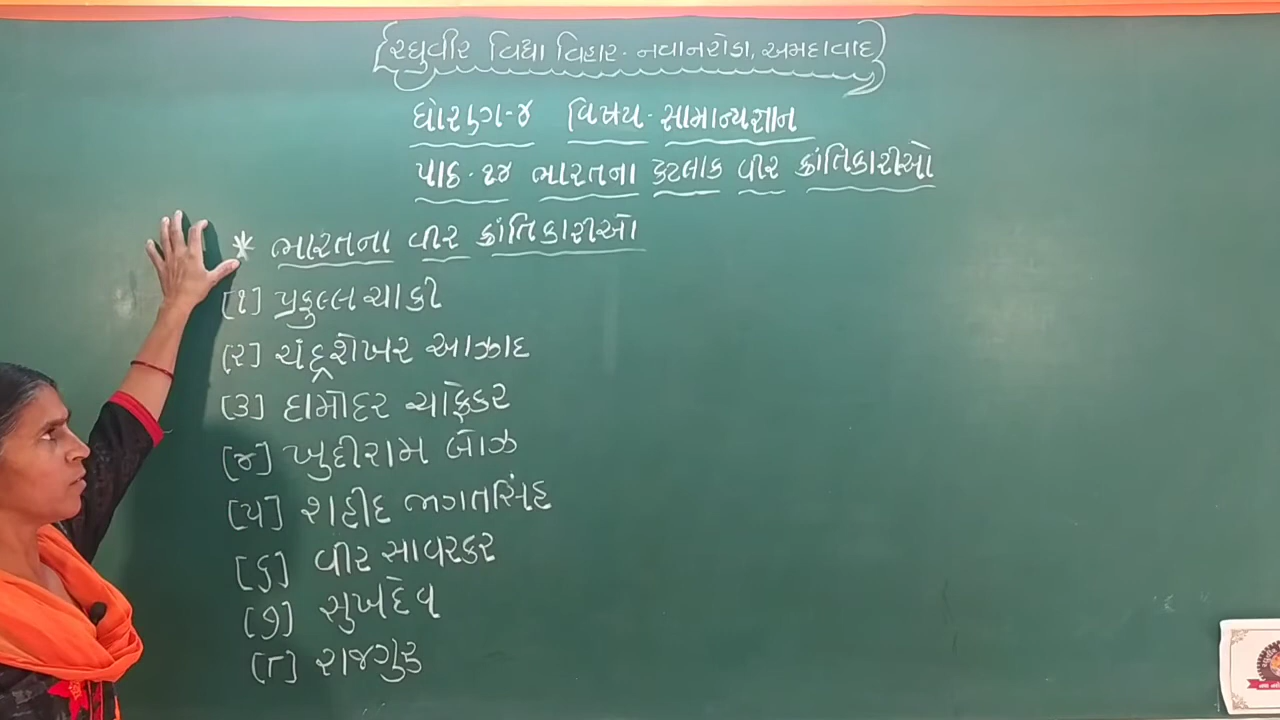 રઘુવીર વિદ્યા વિહાર. નવાનરોડા, અમદાવાદ
ધોરણ-૪ વિષય. સામાન્યજ્ઞાન
પાઠ. ૧૪ ભારતના કેટલાક વીર ક્રાંતિકારીઓ
* ભારતના વીર ક્રાંતિકારીઓ
[૧] પ્રફુલ્લ ચાકી
[૨] ચંદ્રશેખર આઝાદ
[૩] દામોદર ચાફેકર
[૪] ખુદીરામ બોઝ
[૫] શહીદ ભગતસિંહ
[૬] વીર સાવરકર
[૭] સુખદેવ
[૮] રાજગુરુ